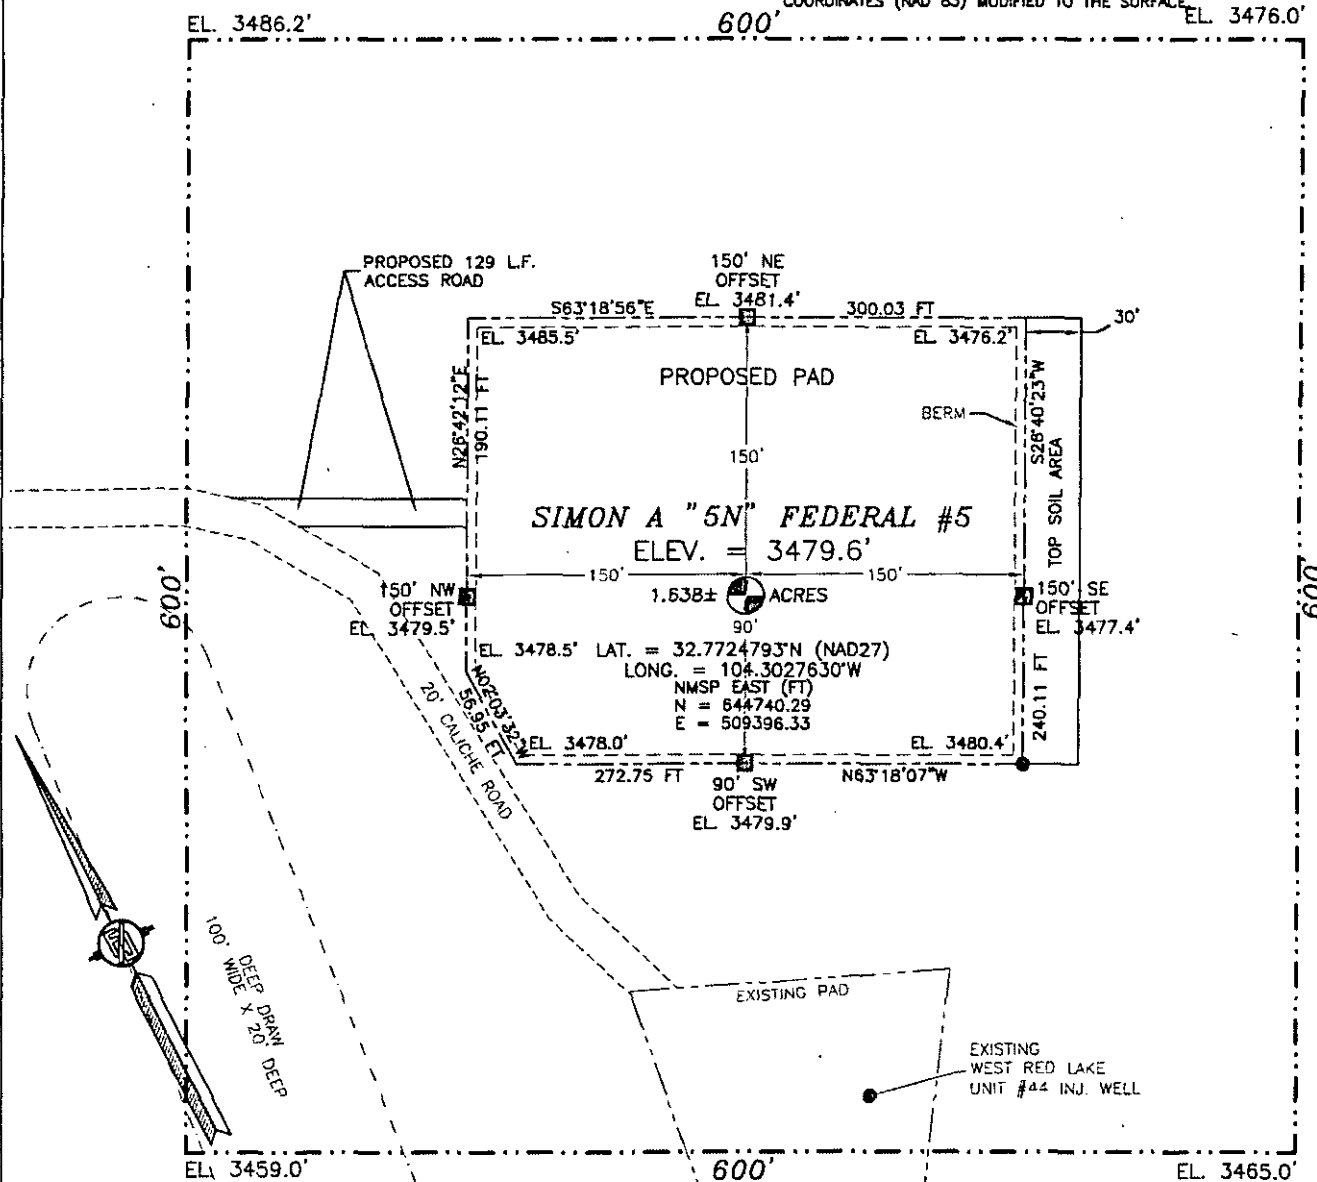 COORDINATES (NAD 83) MODIFIED TO THE SURFACE
EL. 3486.2'
600'
EL. 3476.0'
PROPOSED 129 L.F.
ACCESS ROAD
150' NE
OFFSET
EL. 3481.4'
S63°18'56"E
300.03 FT
30'
EL. 3485.5'
EL. 3476.2'
N26°42'12"E
190.11 FT
PROPOSED PAD
BERM
S26°40'23"W
TOP SOIL AREA
150'
SIMON A "5N" FEDERAL #5
ELEV. = 3479.6'
150'
150'
600'
150' NW
OFFSET
EL. 3479.5'
1.638± ACRES
150' SE
OFFSET
EL. 3477.4'
600'
90'
EL. 3478.5'
LAT. = 32.7724793°N (NAD27)
LONG. = 104.3027630°W
NMSP EAST (FT)
N = 644740.29
E = 509396.33
N02°03'32"W
56.95 FT
20' CALICHE ROAD
240.11 FT
EL. 3478.0'
EL. 3480.4'
272.75 FT
N63°18'07"W
90' SW
OFFSET
EL. 3479.9'
DEEP DRAW
100' WIDE X 20' DEEP
EXISTING PAD
EXISTING
WEST RED LAKE
UNIT #44 INJ. WELL
EL. 3459.0'
600'
EL. 3465.0'